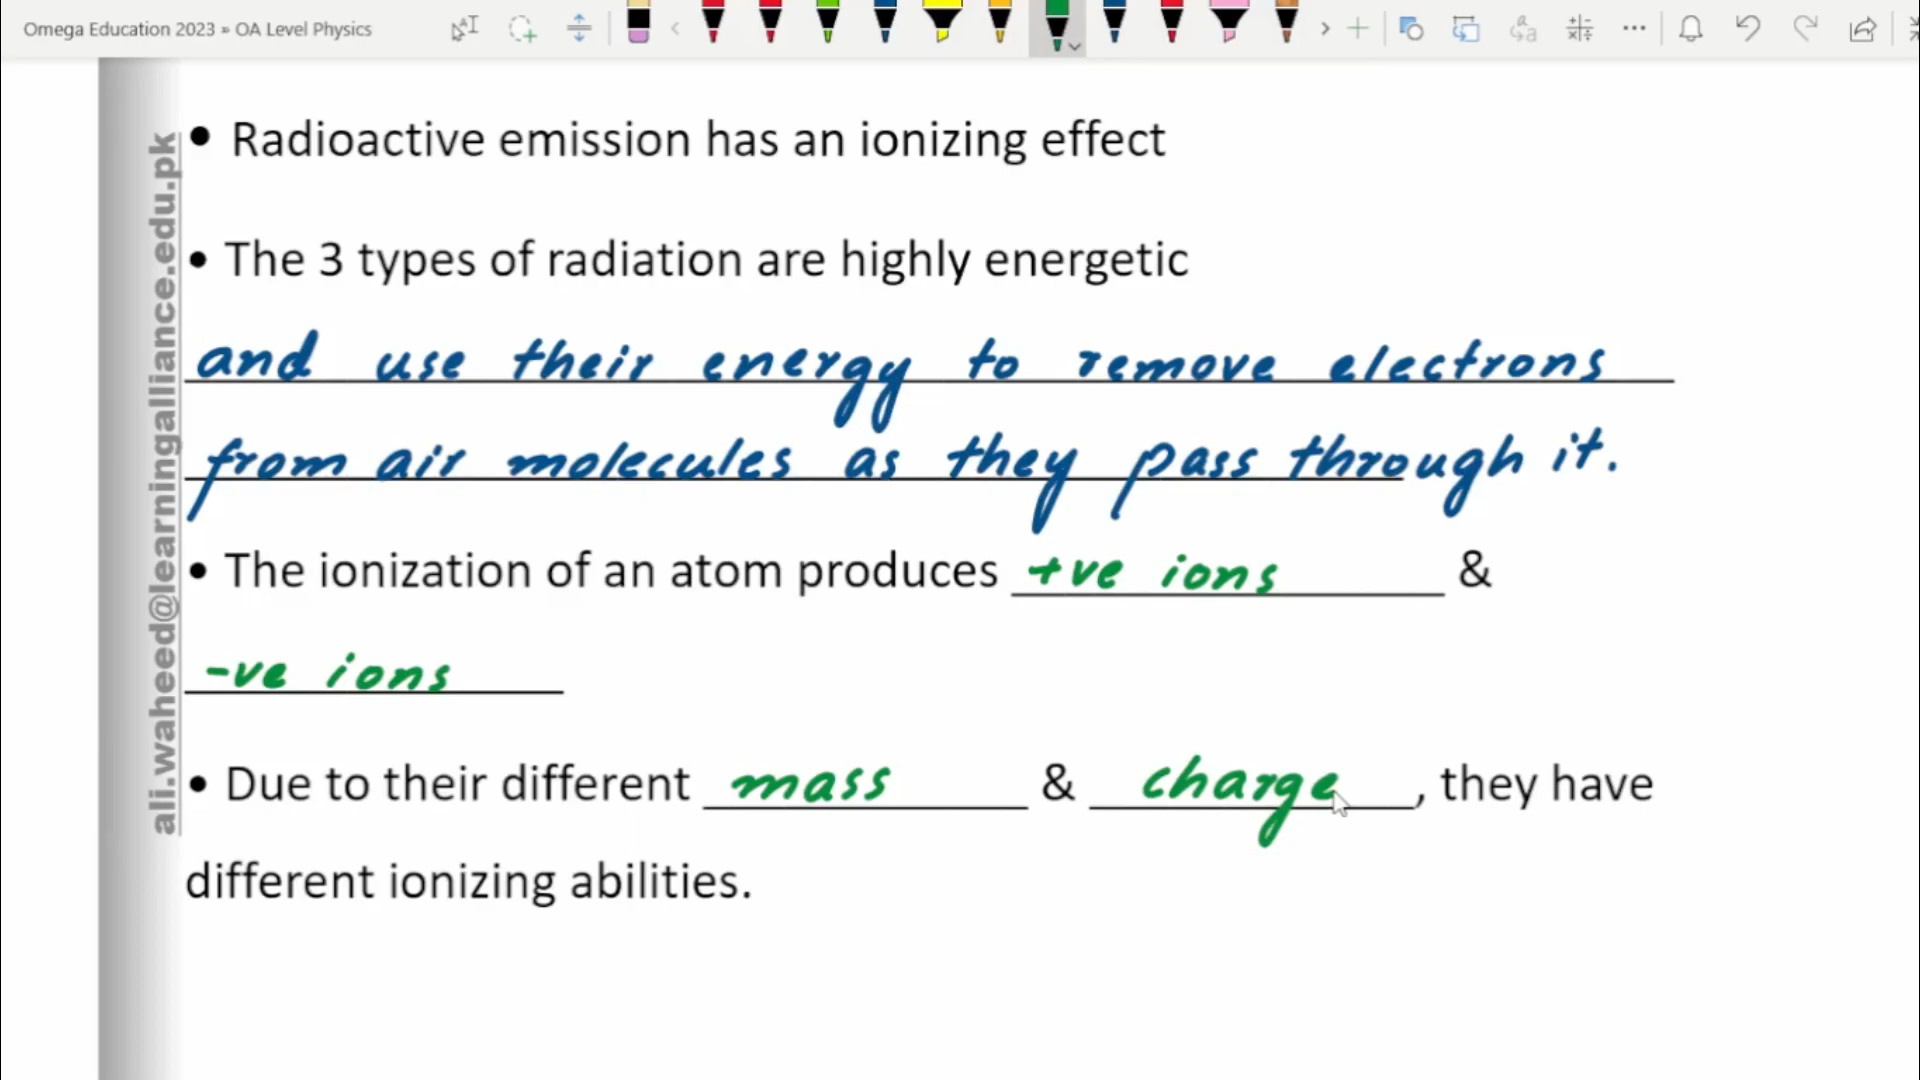 Omega Education 2023 » OA Level Physics
ali.waheed@learningalliance.edu.pk
• Radioactive emission has an ionizing effect
• The 3 types of radiation are highly energetic
and use their energy to remove electrons
from air molecules as they pass through it.
• The ionization of an atom produces +ve ions &
-ve ions
• Due to their different mass & charge, they have
different ionizing abilities.